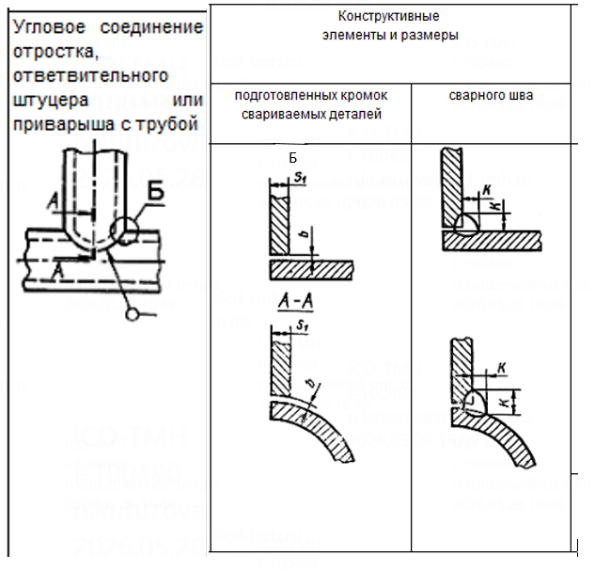 Угловое соединение
отростка,
ответвительного
штуцера или
приварыша с трубой
А
Б
А
Конструктивные
элементы и размеры
подготовленных кромок
свариваемых деталей
сварного шва
Б
S1
b
А-А
S1
b
К
К
К
К